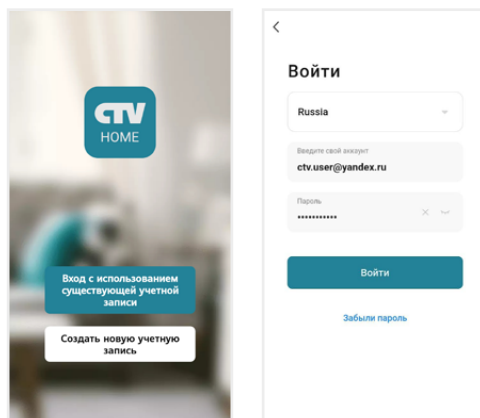 CTV
HOME
Вход с использованием
существующей учетной
записи
Создать новую учетную
запись
Войти
Russia
Введите свой аккаунт
ctv.user@yandex.ru
Пароль
•••••••••••
Войти
Забыли пароль